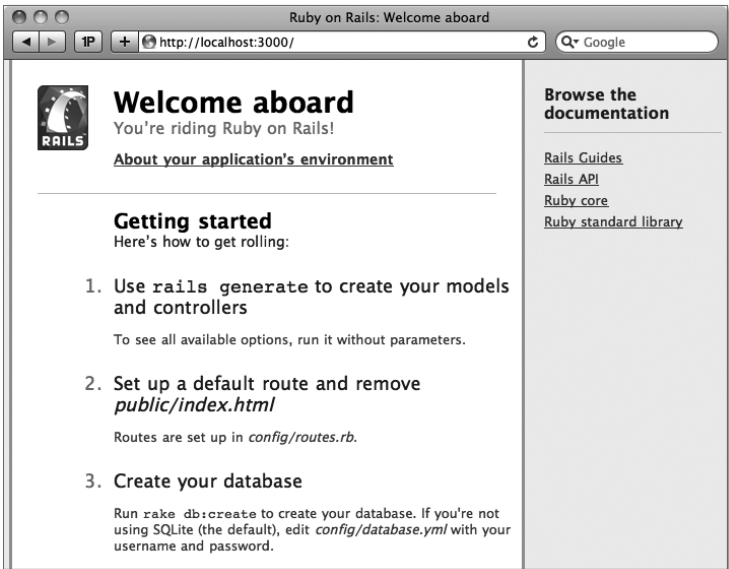 Ruby on Rails: Welcome aboard
1P + http://localhost:3000/ Google
RAILS
Welcome aboard
You're riding Ruby on Rails!
About your application's environment
Getting started
Here's how to get rolling:
1. Use rails generate to create your models
and controllers
To see all available options, run it without parameters.
2. Set up a default route and remove
public/index.html
Routes are set up in config/routes.rb.
3. Create your database
Run rake db:create to create your database. If you're not
using SQLite (the default), edit config/database.yml with your
username and password.
Browse the
documentation
Rails Guides
Rails API
Ruby core
Ruby standard library